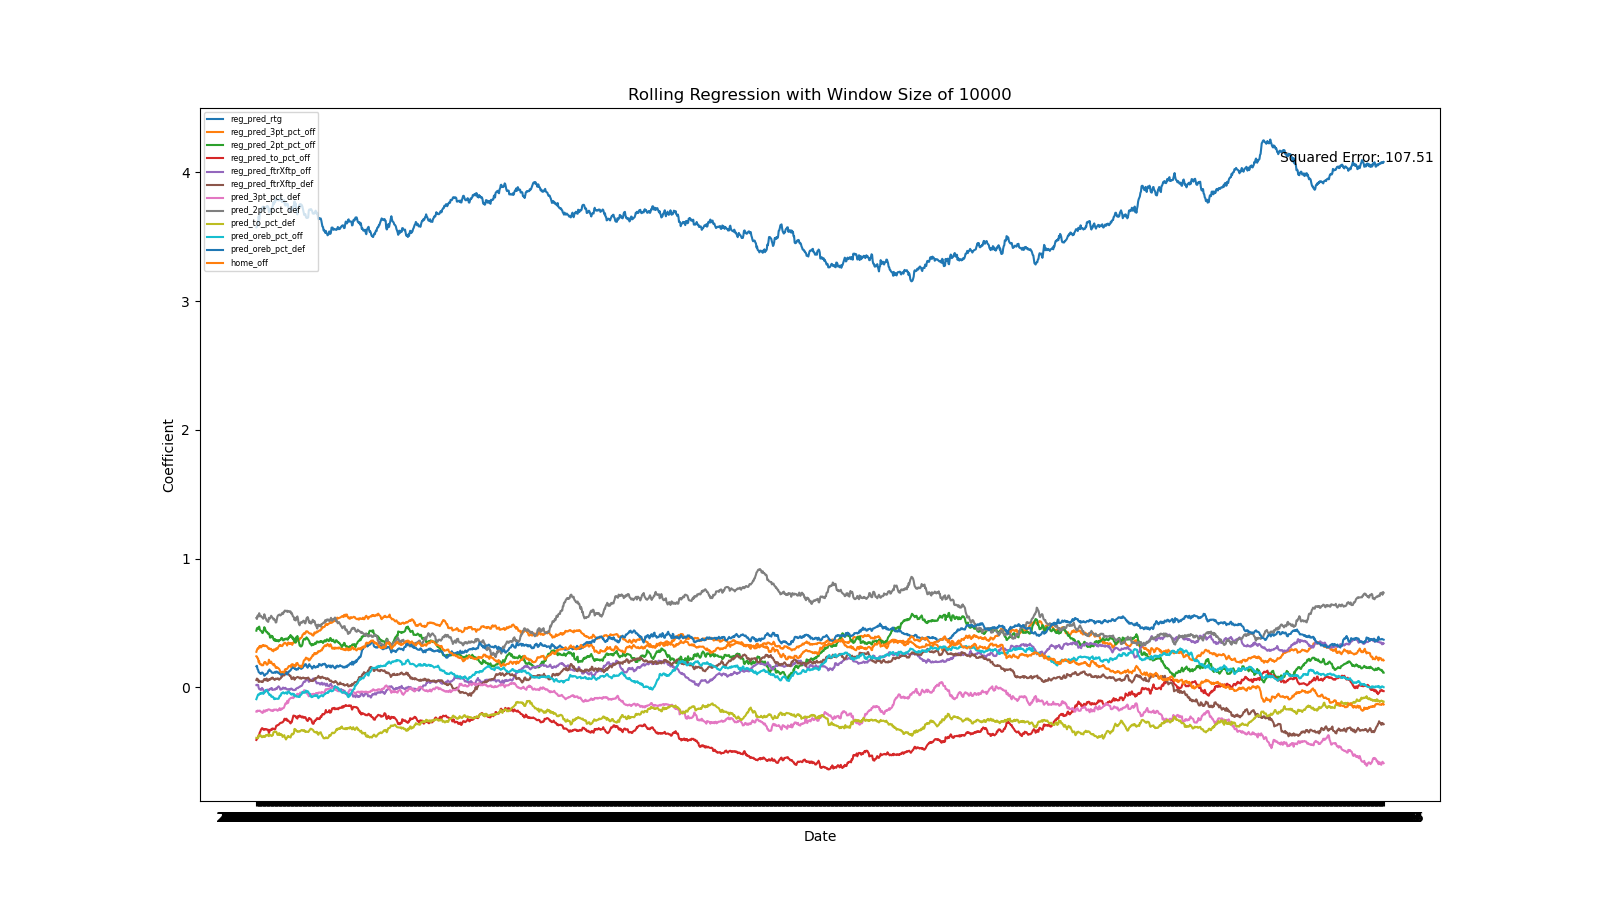 Rolling Regression with Window Size of 10000
reg_pred_rtg
reg_pred_3pt_pct_off
reg_pred_2pt_pct_off
reg_pred_to_pct_off
reg_pred_ftrXftp_off
reg_pred_ftrXftp_def
pred_3pt_pct_def
pred_2pt_pct_def
pred_to_pct_def
pred_oreb_pct_off
pred_oreb_pct_def
home_off
Squared Error: 107.51
4
3
2
1
0
Coefficient
Date